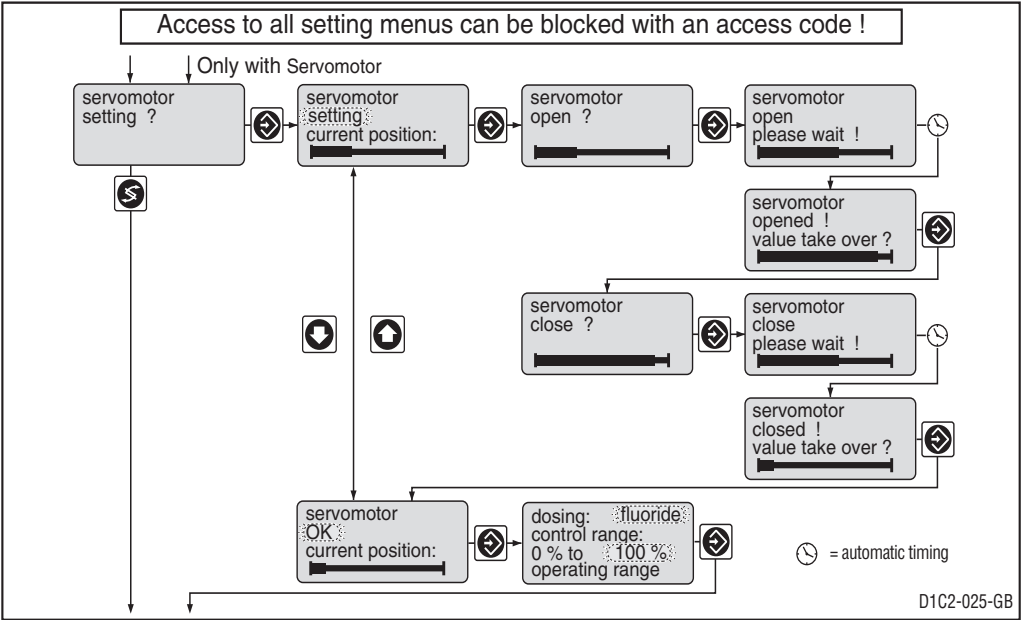 Access to all setting menus can be blocked with an access code !
Only with Servomotor
servomotor
setting ?
servomotor
setting
current position:
servomotor
open ?
servomotor
open
please wait !
servomotor
opened !
value take over ?
servomotor
close ?
servomotor
close
please wait !
servomotor
closed !
value take over ?
servomotor
OK
current position:
dosing: fluoride
control range:
0 % to 100 %
operating range
= automatic timing
D1C2-025-GB